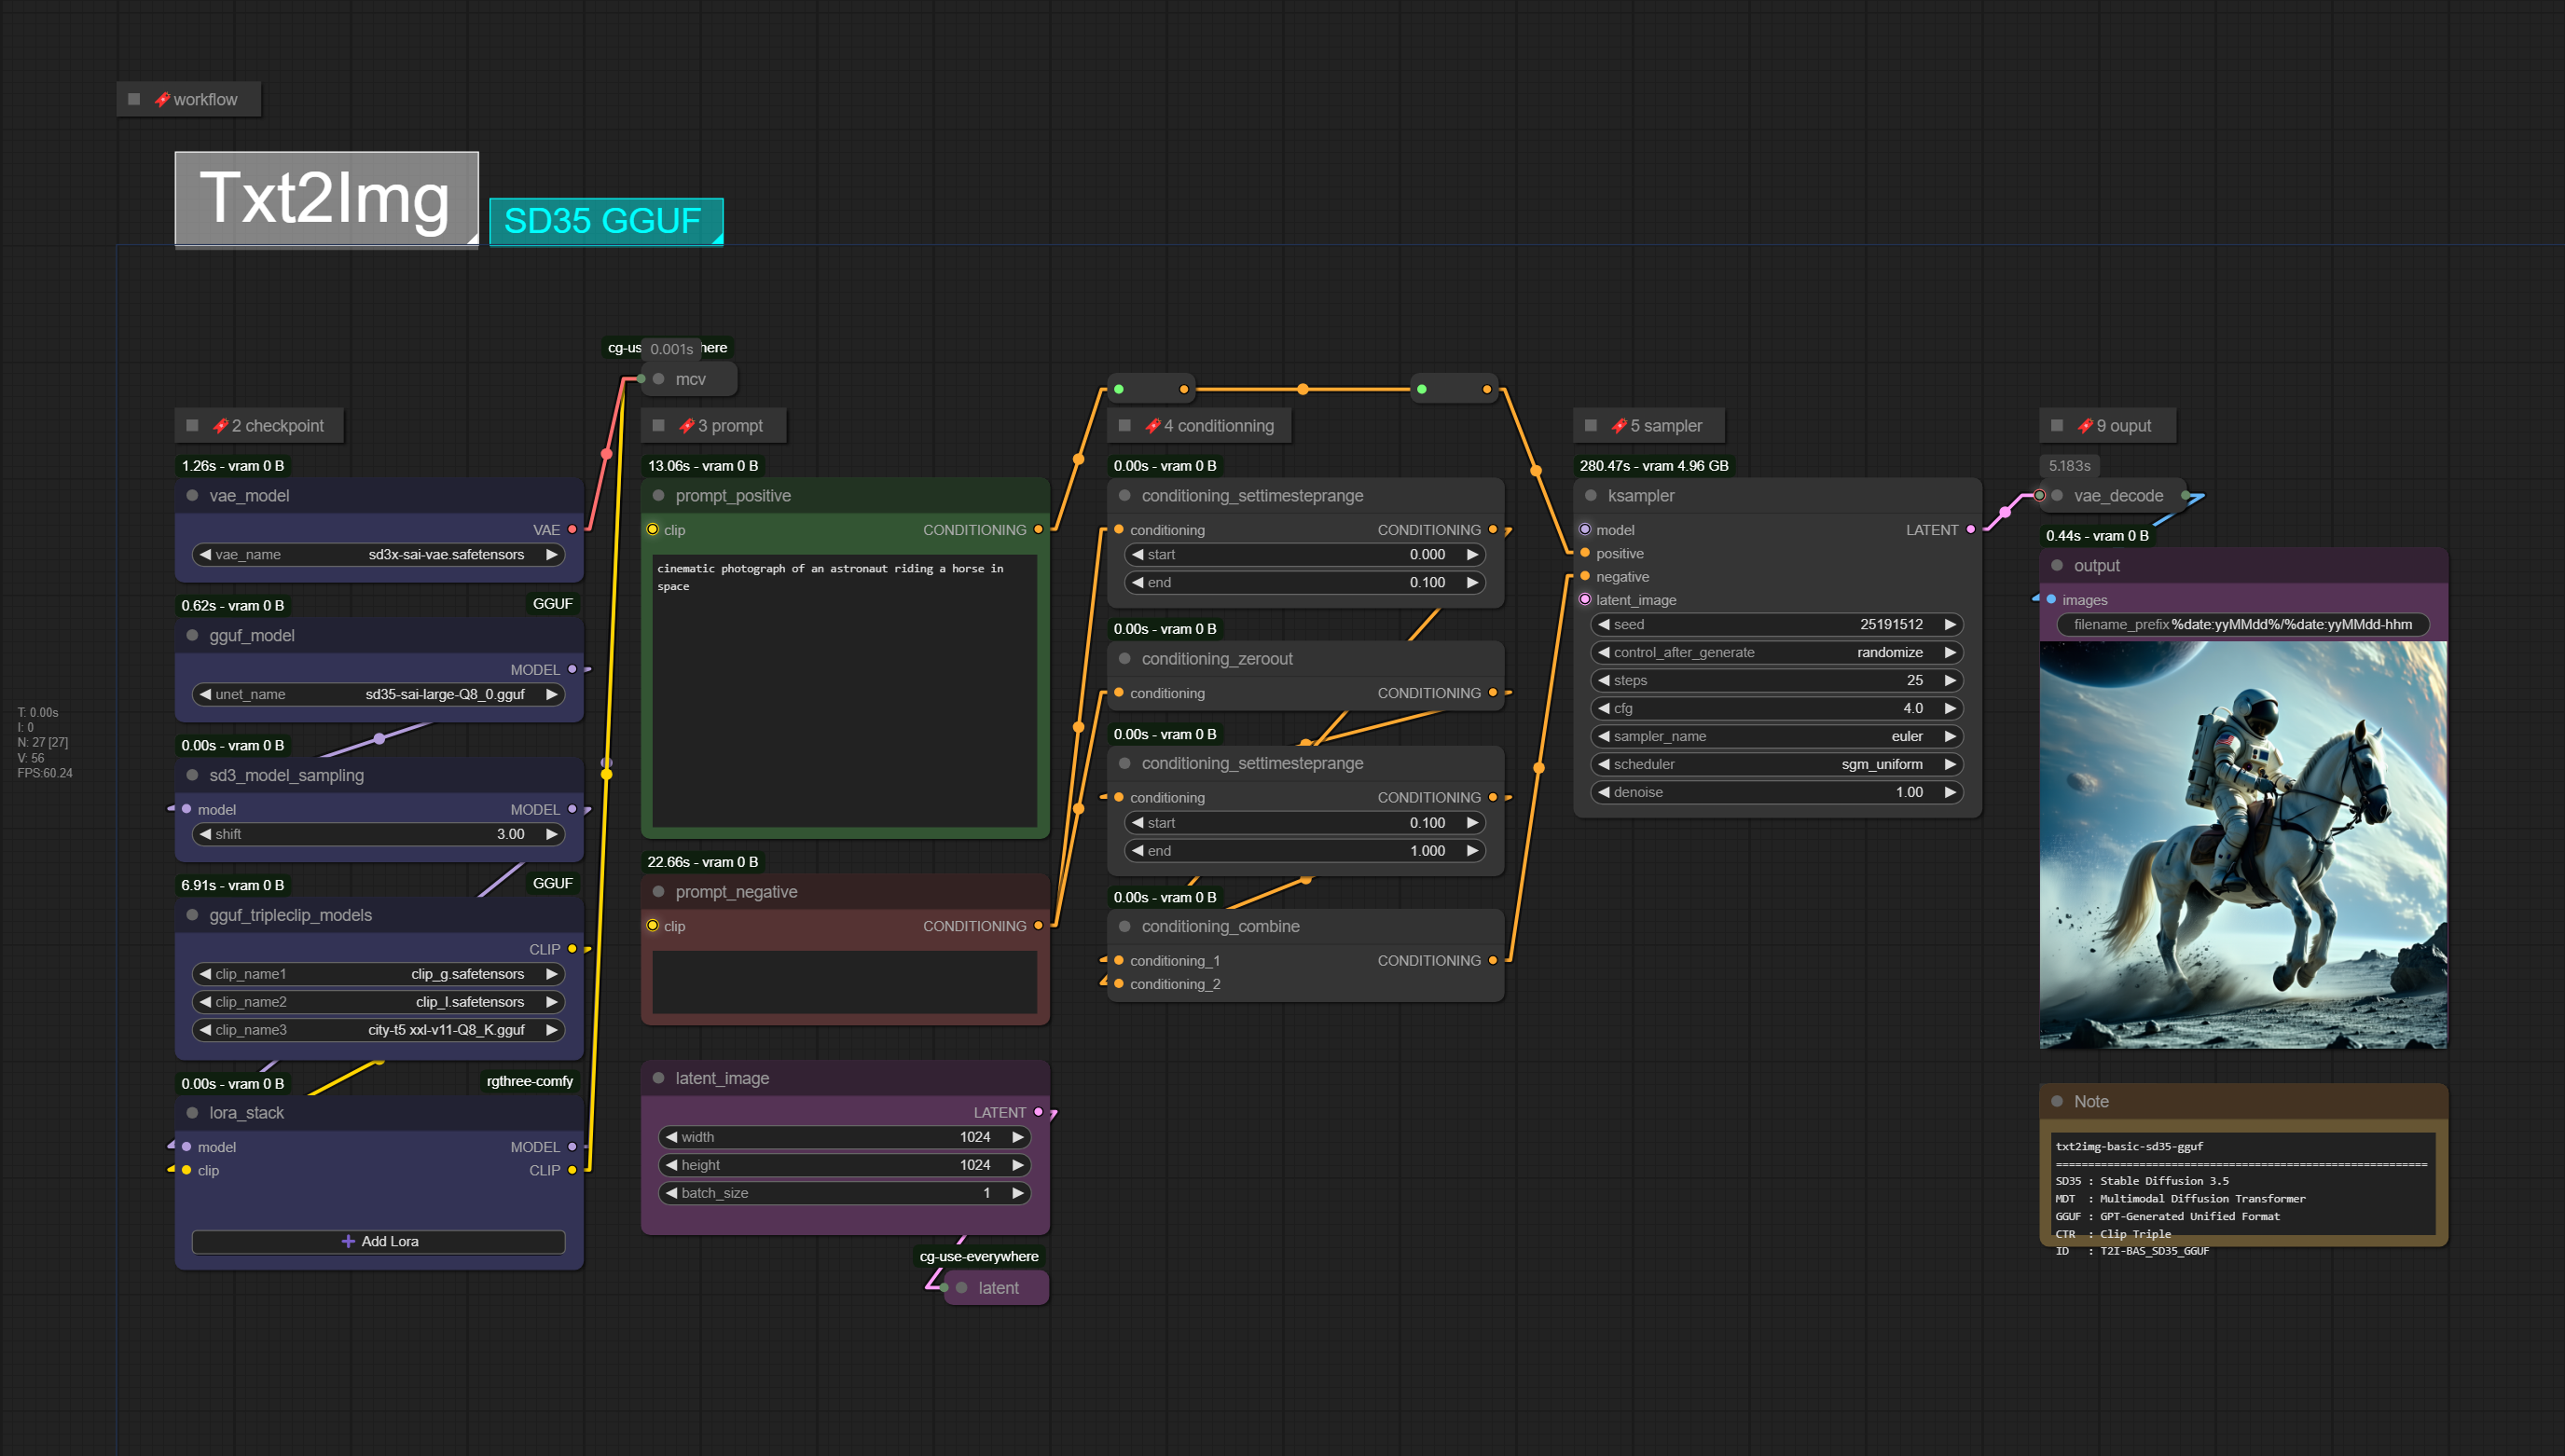 workflow
Txt2Img
SD35 GGUF
cg-us
0.001s
here
mcv
2 checkpoint
1.26s - vram 0 B
vae_model
VAE
vae_name
sd3x-sai-vae.safetensors
0.62s - vram 0 B
GGUF
gguf_model
MODEL
unet_name
sd35-sai-large-Q8_0.gguf
T: 0.00s
I: 0
N: 27 [27]
V: 56
FPS:60.24
0.00s - vram 0 B
sd3_model_sampling
model
MODEL
shift
3.00
6.91s - vram 0 B
GGUF
gguf_tripleclip_models
CLIP
clip_name1
clip_g.safetensors
clip_name2
clip_l.safetensors
clip_name3
city-t5 xxl-v11-Q8_K.gguf
0.00s - vram 0 B
rgthree-comfy
lora_stack
model
MODEL
clip
CLIP
Add Lora
3 prompt
13.06s - vram 0 B
prompt_positive
clip
CONDITIONING
cinematic photograph of an astronaut riding a horse in
space
22.66s - vram 0 B
prompt_negative
clip
CONDITIONING
latent_image
LATENT
width
1024
height
1024
batch_size
1
cg-use-everywhere
latent
4 conditionning
0.00s - vram 0 B
conditioning_settimesteprange
conditioning
CONDITIONING
start
0.000
end
0.100
0.00s - vram 0 B
conditioning_zeroout
conditioning
CONDITIONING
0.00s - vram 0 B
conditioning_settimesteprange
conditioning
CONDITIONING
start
0.100
end
1.000
0.00s - vram 0 B
conditioning_combine
conditioning_1
CONDITIONING
conditioning_2
5 sampler
280.47s - vram 4.96 GB
ksampler
model
LATENT
positive
negative
latent_image
seed
25191512
control_after_generate
randomize
steps
25
cfg
4.0
sampler_name
euler
scheduler
sgm_uniform
denoise
1.00
9 ouput
5.183s
vae_decode
0.44s - vram 0 B
output
images
filename_prefix
%date:yyMMdd%/%date:yyMMdd-hhm
Note
txt2img-basic-sd35-gguf
==========================================================
SD35 : Stable Diffusion 3.5
MDT  : Multimodal Diffusion Transformer
GGUF : GPT-Generated Unified Format
CTR  : Clip Triple
ID   : T2I-BAS_SD35_GGUF